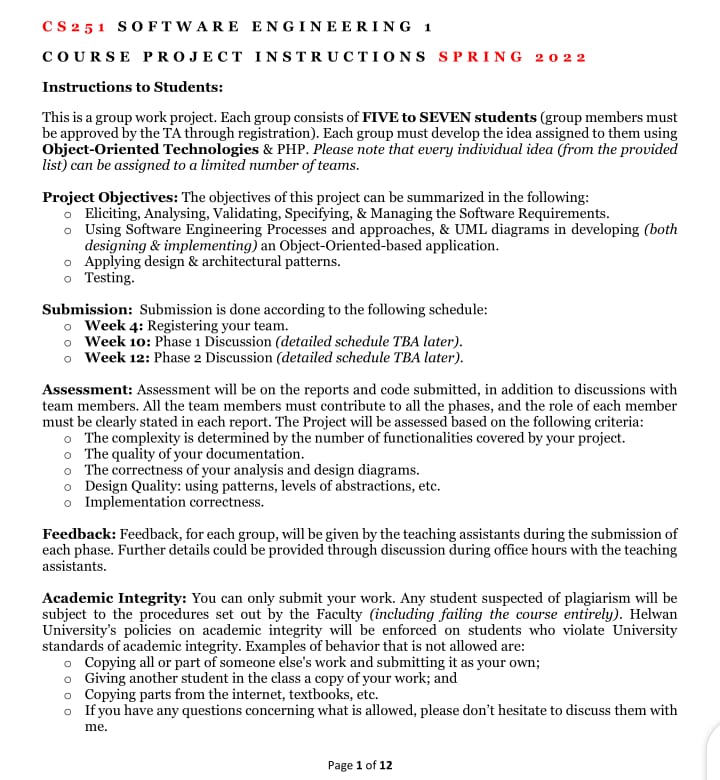 CS251 SOFTWARE ENGINEERING 1
COURSE PROJECT INSTRUCTIONS SPRING 2022
Instructions to Students:
This is a group work project. Each group consists of FIVE to SEVEN students (group members must
be approved by the TA through registration). Each group must develop the idea assigned to them using
Object-Oriented Technologies & PHP. Please note that every individual idea (from the provided
list) can be assigned to a limited number of teams.
Project Objectives: The objectives of this project can be summarized in the following:
o Eliciting, Analysing, Validating, Specifying, & Managing the Software Requirements.
o Using Software Engineering Processes and approaches, & UML diagrams in developing (both
designing & implementing) an Object-Oriented-based application.
o Applying design & architectural patterns.
o Testing.
Submission: Submission is done according to the following schedule:
o Week 4: Registering your team.
o Week 10: Phase 1 Discussion (detailed schedule TBA later).
o Week 12: Phase 2 Discussion (detailed schedule TBA later).
Assessment: Assessment will be on the reports and code submitted, in addition to discussions with
team members. All the team members must contribute to all the phases, and the role of each member
must be clearly stated in each report. The Project will be assessed based on the following criteria:
o The complexity is determined by the number of functionalities covered by your project.
o The quality of your documentation.
o The correctness of your analysis and design diagrams.
o Design Quality: using patterns, levels of abstractions, etc.
o Implementation correctness.
Feedback: Feedback, for each group, will be given by the teaching assistants during the submission of
each phase. Further details could be provided through discussion during office hours with the teaching
assistants.
Academic Integrity: You can only submit your work. Any student suspected of plagiarism will be
subject to the procedures set out by the Faculty (including failing the course entirely). Helwan
University's policies on academic integrity will be enforced on students who violate University
standards of academic integrity. Examples of behavior that is not allowed are:
o Copying all or part of someone else's work and submitting it as your own;
o Giving another student in the class a copy of your work; and
o Copying parts from the internet, textbooks, etc.
o If you have any questions concerning what is allowed, please don't hesitate to discuss them with
me.
Page 1 of 12